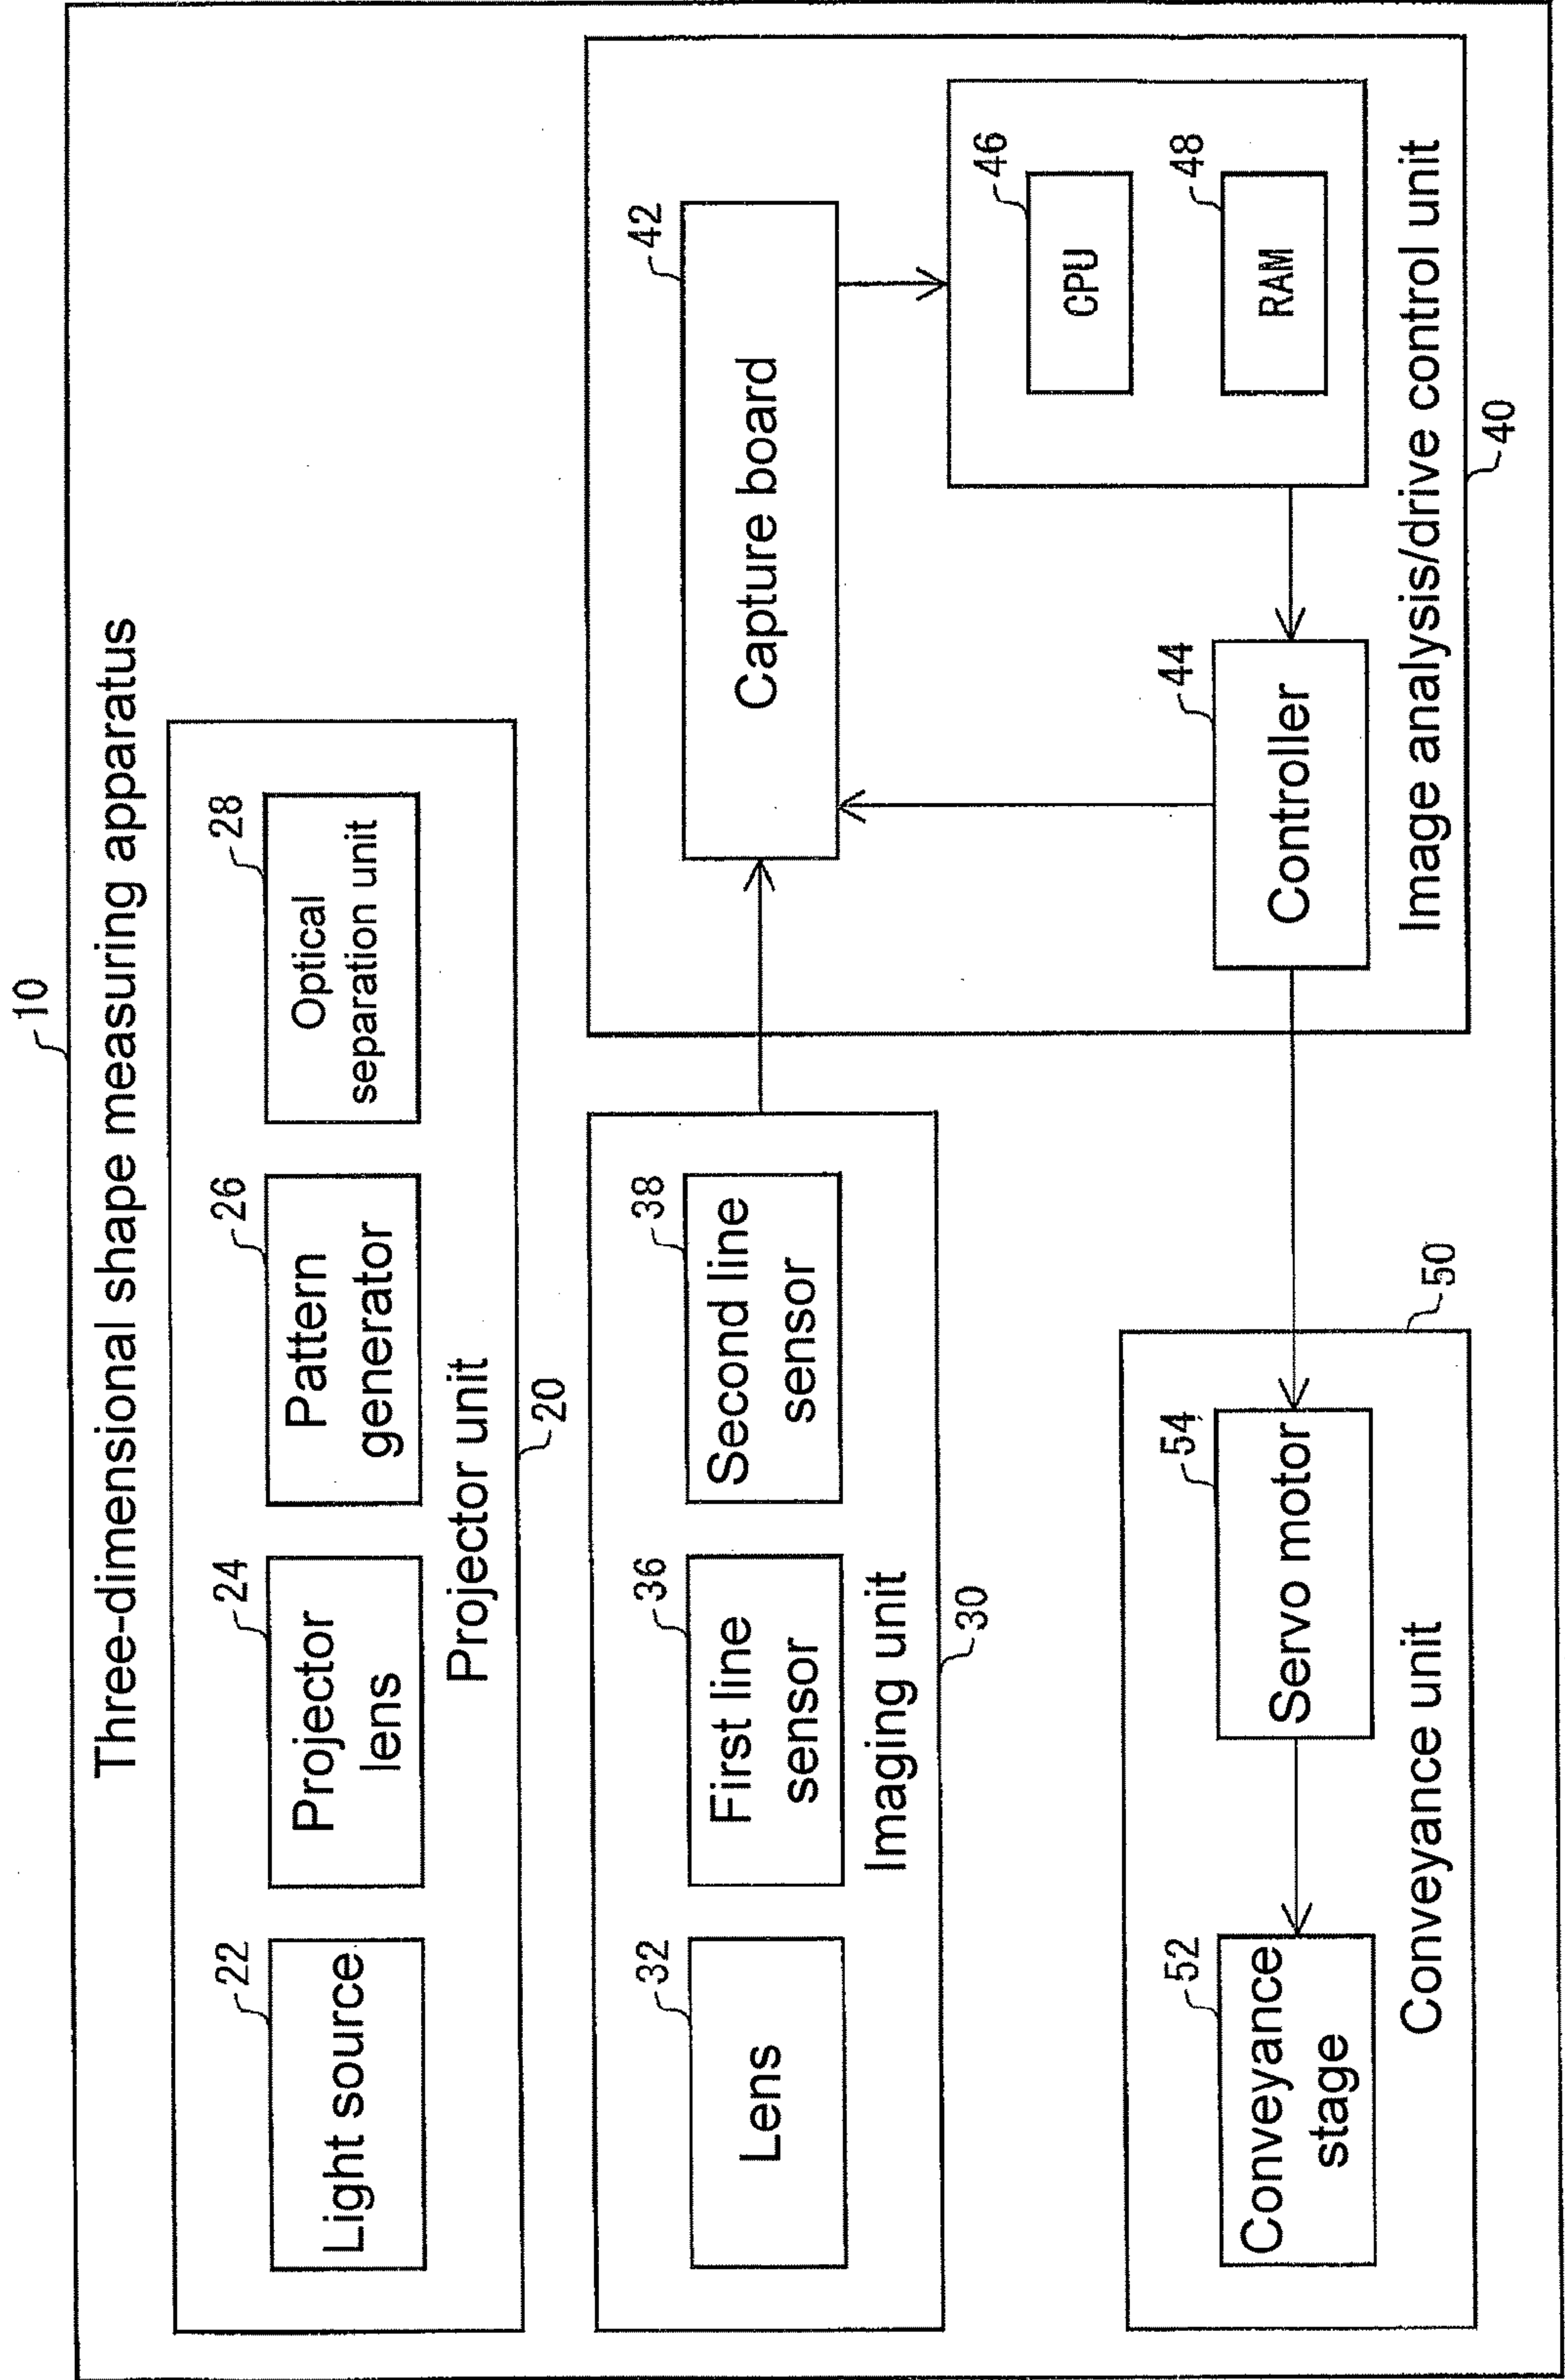 10
Three-dimensional shape measuring apparatus
22
Light source
24
Projector
lens
26
Pattern
generator
28
Optical
separation unit
Projector unit
20
32
Lens
36
First line
sensor
38
Second line
sensor
Imaging unit
30
42
Capture board
46
CPU
48
RAM
44
Controller
Image analysis/drive control unit
40
52
Conveyance
stage
54
Servo motor
Conveyance unit
50